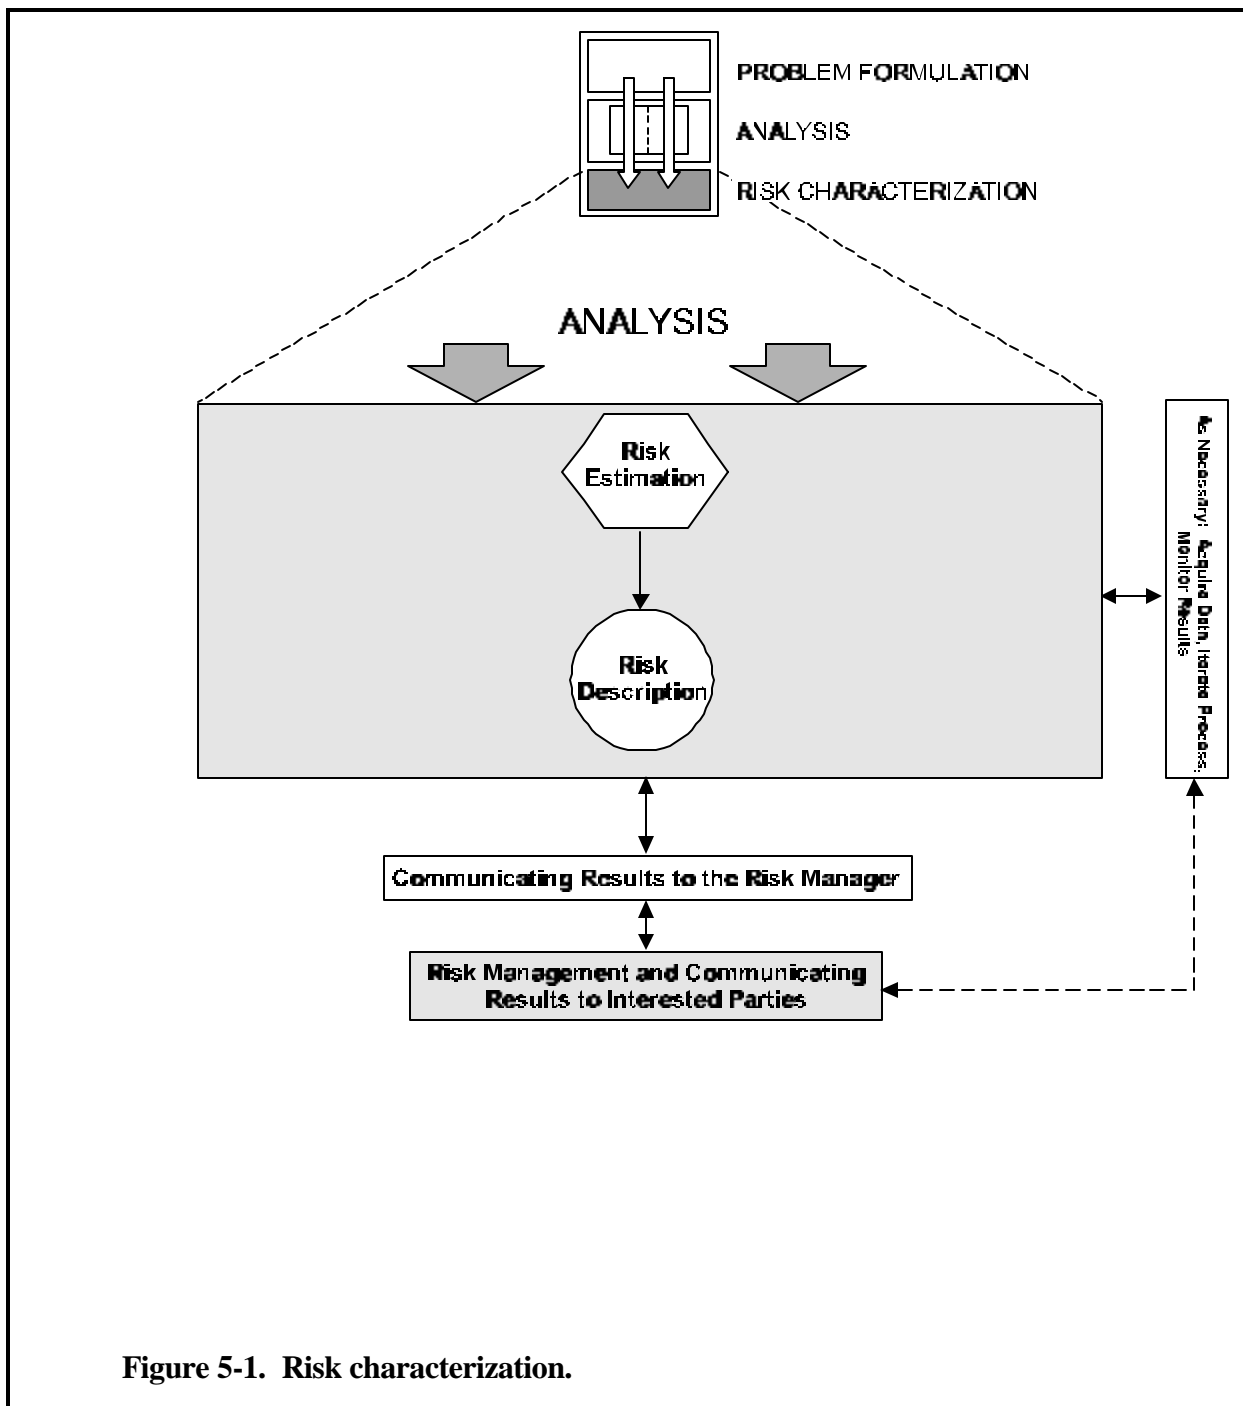 PROBLEM FORMULATION
ANALYSIS
RISK CHARACTERIZATION
ANALYSIS
Risk
Estimation
Risk
Description
As Necessary: Acquire Data, Iterate Process,
Monitor Results
Communicating Results to the Risk Manager
Risk Management and Communicating
Results to Interested Parties
Figure 5-1. Risk characterization.